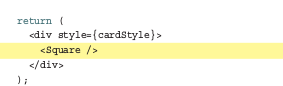 return (
  <div style={cardStyle}>
    <Square />
  </div>
);